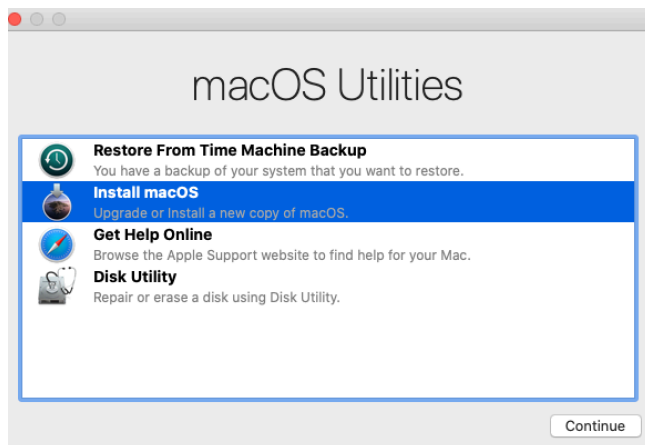 macOS Utilities
Restore From Time Machine Backup
You have a backup of your system that you want to restore.
Install macOS
Upgrade or Install a new copy of macOS.
Get Help Online
Browse the Apple Support website to find help for your Mac.
Disk Utility
Repair or erase a disk using Disk Utility.
Continue